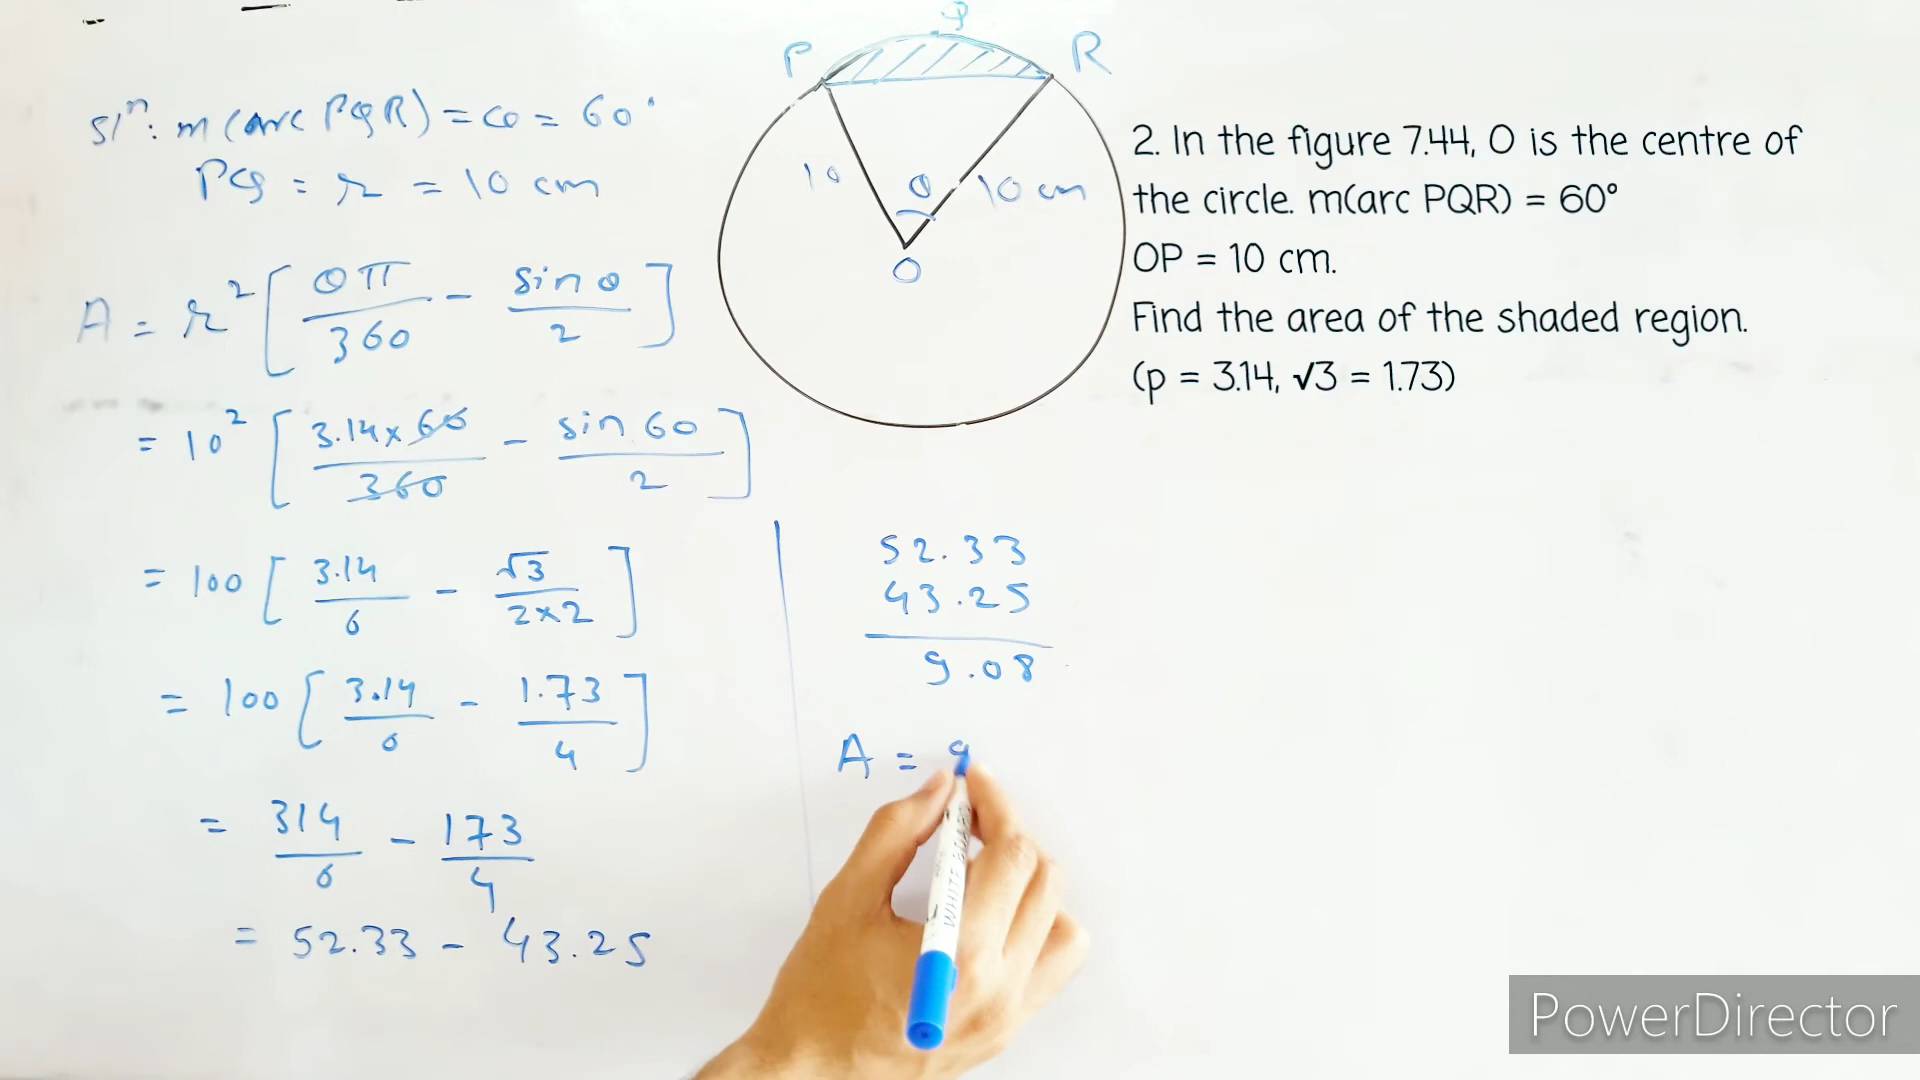 Sl^n: m(arc PQR) = θ = 60°
PQ = r = 10 cm
A = r² [ θπ/360 - sin θ/2 ]
= 10² [ 3.14 x 60/360 - sin 60/2 ]
= 100 [ 3.14/6 - √3/2x2 ]
= 100 [ 3.14/6 - 1.73/4 ]
= 314/6 - 173/4
= 52.33 - 43.25
Q
P
R
10
θ
10 cm
O
52.33
43.25
9.08
A = 9
2. In the figure 7.44, O is the centre of
the circle. m(arc PQR) = 60°
OP = 10 cm.
Find the area of the shaded region.
(p = 3.14, √3 = 1.73)
WHITE BOARD
PowerDirector